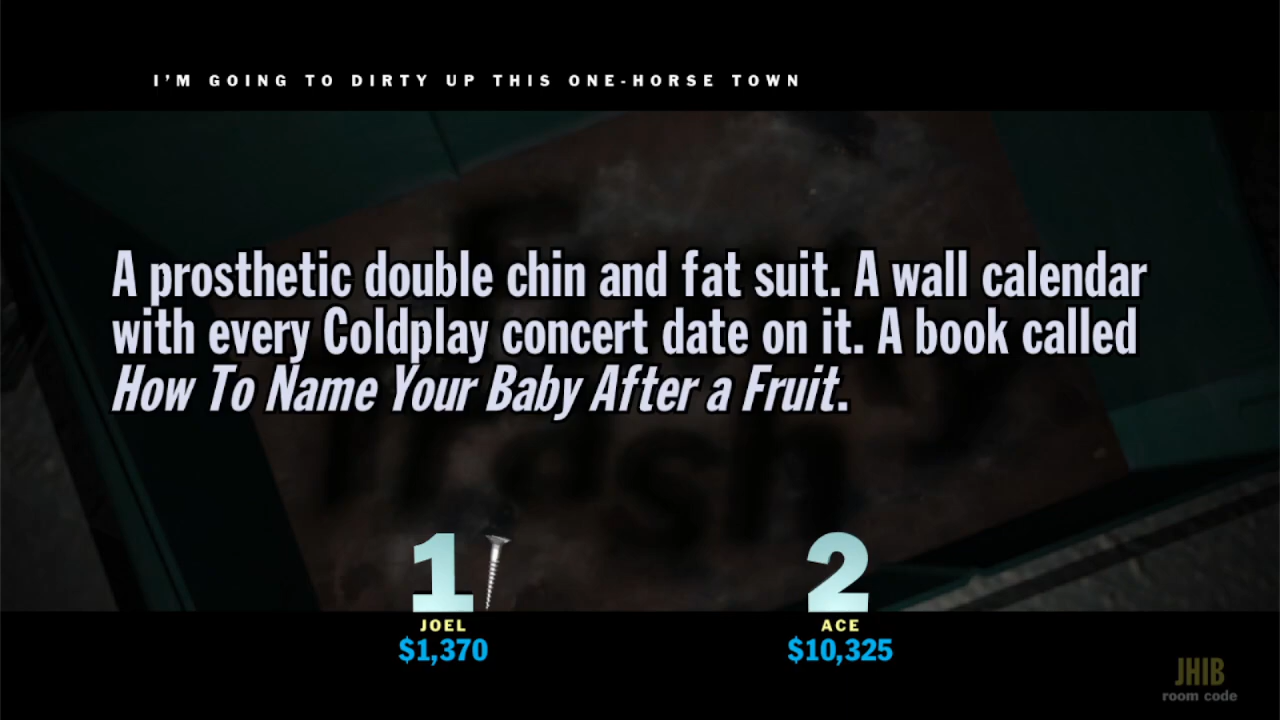 I'M GOING TO DIRTY UP THIS ONE-HORSE TOWN
A prosthetic double chin and fat suit. A wall calendar
with every Coldplay concert date on it. A book called
How To Name Your Baby After a Fruit.
1 2
JOEL ACE
$1,370 $10,325
JHIB
room code